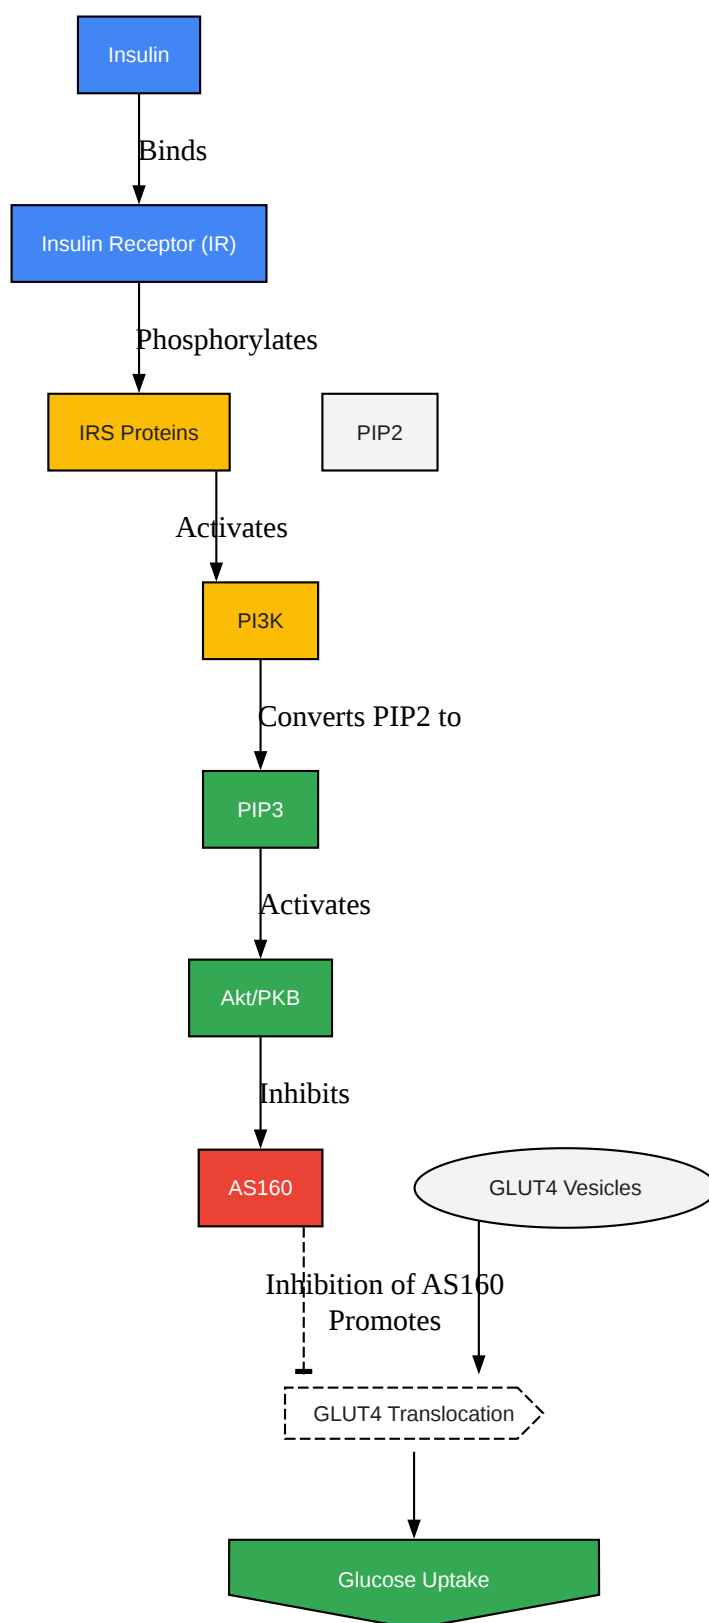 Insulin
Binds
Insulin Receptor (IR)
Phosphorylates
IRS Proteins
PIP2
Activates
PI3K
Converts PIP2 to
PIP3
Activates
Akt/PKB
Inhibits
AS160
GLUT4 Vesicles
Inhibition of AS160
Promotes
GLUT4 Translocation
Glucose Uptake